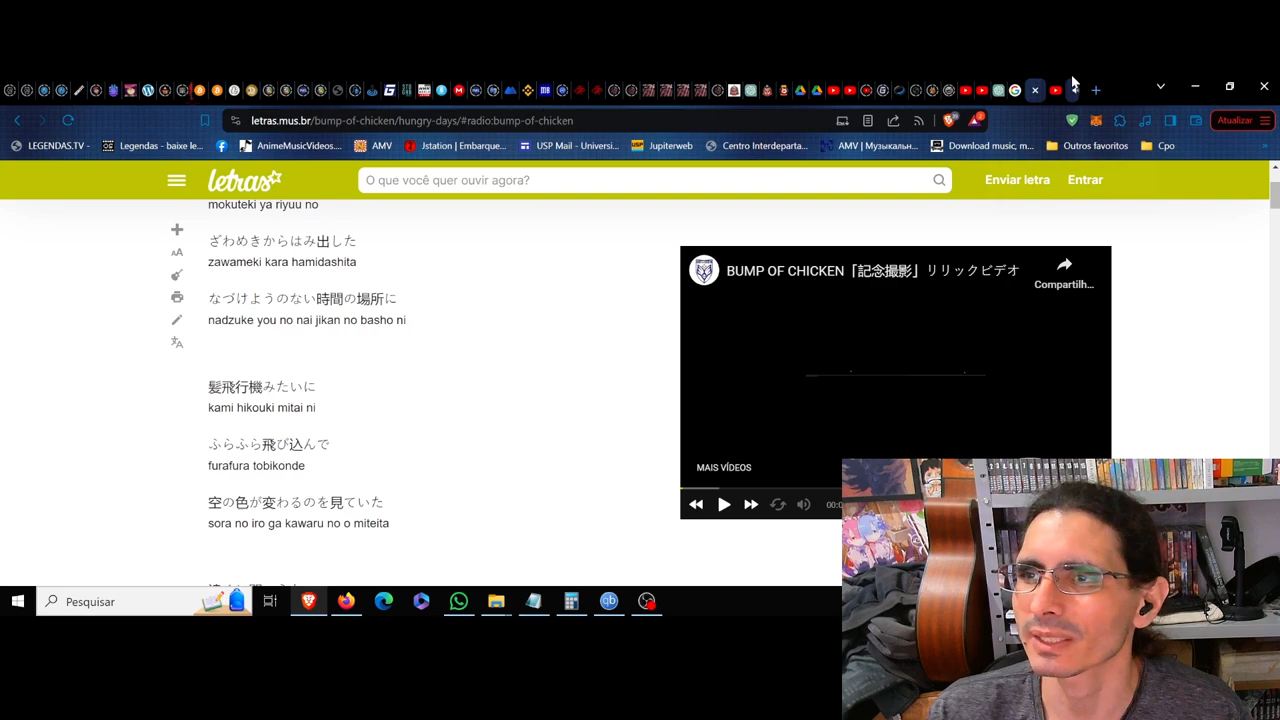 letras.mus.br/bump-of-chicken/hungry-days/#radio:bump-of-chicken
Atualizar
LEGENDAS.TV -
Legendas - baixe le...
AnimeMusicVideos....
AMV
Jstation | Embarque...
USP Mail - Universi...
Jupiterweb
Centro Interdeparta...
AMV | Музыкальн...
Download music, m...
Outros favoritos
Cpo
letras
O que você quer ouvir agora?
Enviar letra
Entrar
mokuteki ya riyuu no
ざわめきからはみ出した
zawameki kara hamidashita
なづけようのない時間の場所に
nadzuke you no nai jikan no basho ni
髪飛行機みたいに
kami hikouki mitai ni
ふらふら飛び込んで
furafura tobikonde
空の色が変わるのを見ていた
sora no iro ga kawaru no o miteita
BUMP OF CHICKEN「記念撮影」リリックビデオ
Compartilh...
MAIS VÍDEOS
Pesquisar